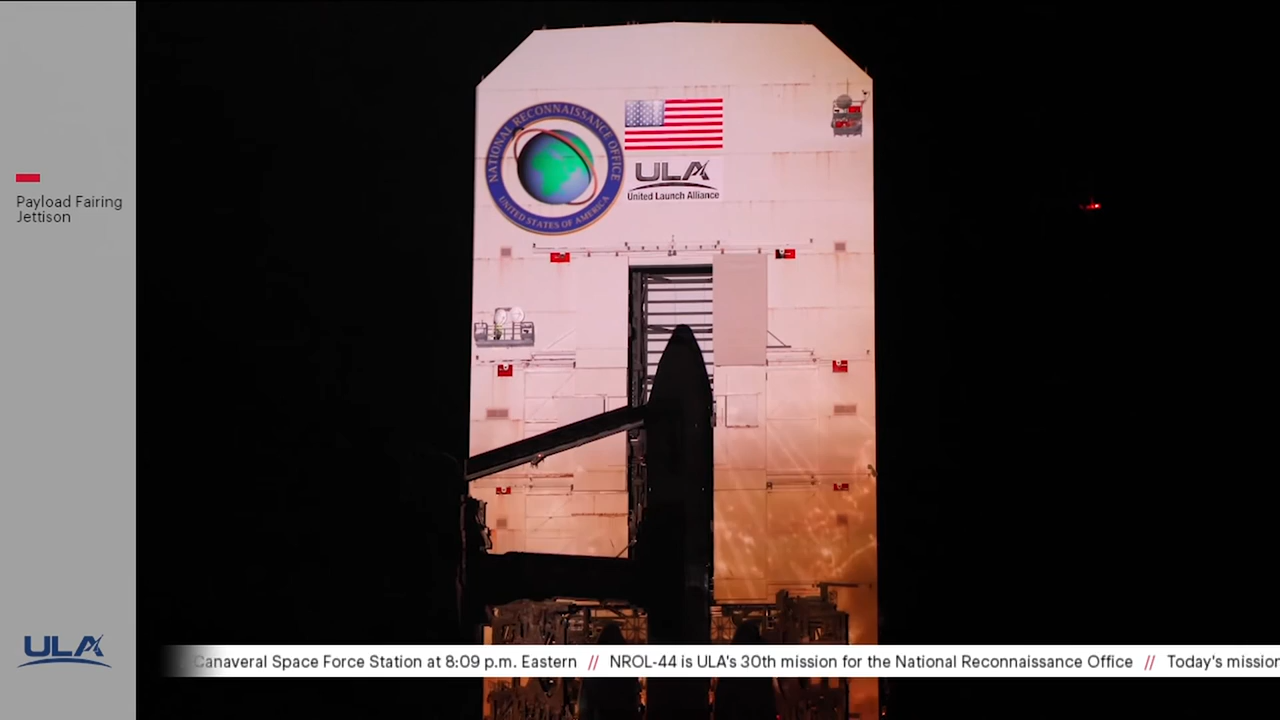 Payload Fairing
Jettison
NATIONAL RECONNAISSANCE OFFICE
UNITED STATES OF AMERICA
ULA
United Launch Alliance
ULA
Canaveral Space Force Station at 8:09 p.m. Eastern // NROL-44 is ULA's 30th mission for the National Reconnaissance Office // Today's mission